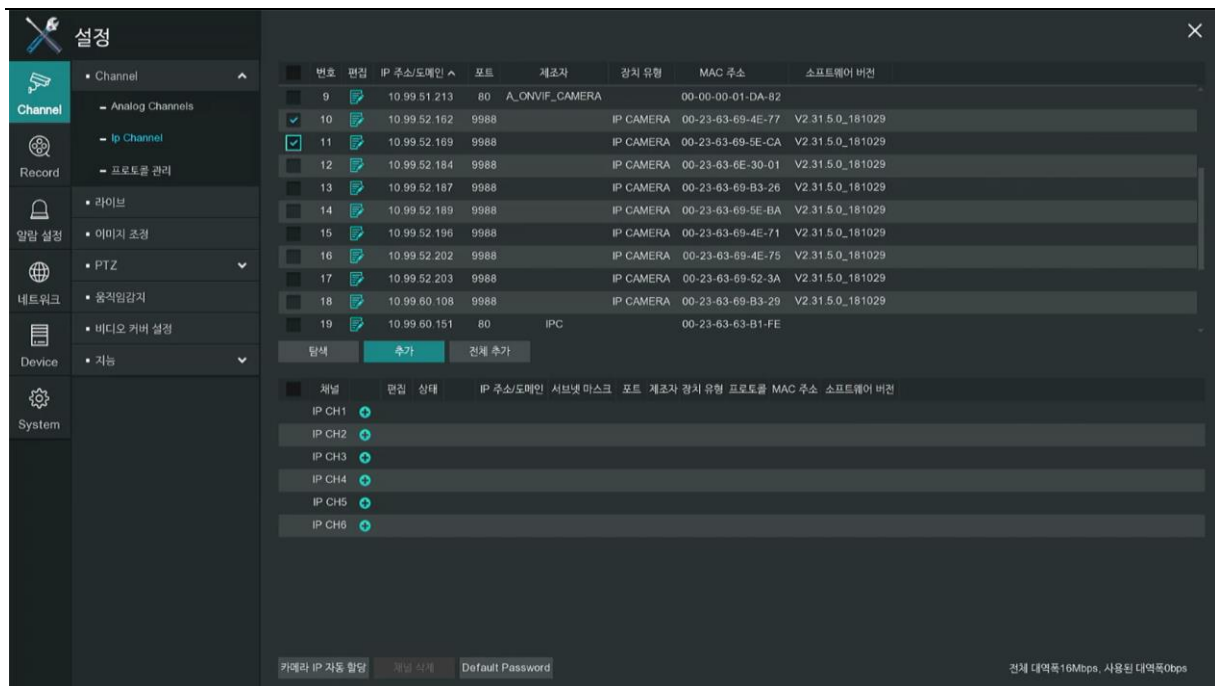 설정
Channel
Record
알람 설정
네트워크
Device
System
Channel
Analog Channels
Ip Channel
프로토콜 관리
라이브
이미지 조정
PTZ
움직임감지
비디오 커버 설정
지능
번호 편집 IP 주소/도메인 포트 제조자 장치 유형 MAC 주소 소프트웨어 버전
9 10.99.51.213 80 A_ONVIF_CAMERA 00-00-00-01-DA-82
10 10.99.52.162 9988 IP CAMERA 00-23-63-69-4E-77 V2.31.5.0_181029
11 10.99.52.169 9988 IP CAMERA 00-23-63-69-5E-CA V2.31.5.0_181029
12 10.99.52.184 9988 IP CAMERA 00-23-63-6E-30-01 V2.31.5.0_181029
13 10.99.52.187 9988 IP CAMERA 00-23-63-69-B3-26 V2.31.5.0_181029
14 10.99.52.189 9988 IP CAMERA 00-23-63-69-5E-BA V2.31.5.0_181029
15 10.99.52.196 9988 IP CAMERA 00-23-63-69-4E-71 V2.31.5.0_181029
16 10.99.52.202 9988 IP CAMERA 00-23-63-69-4E-75 V2.31.5.0_181029
17 10.99.52.203 9988 IP CAMERA 00-23-63-69-52-3A V2.31.5.0_181029
18 10.99.60.108 9988 IP CAMERA 00-23-63-69-B3-29 V2.31.5.0_181029
19 10.99.60.151 80 IPC 00-23-63-63-B1-FE
탐색 추가 전체 추가
채널 편집 상태 IP 주소/도메인 서브넷 마스크 포트 제조자 장치 유형 프로토콜 MAC 주소 소프트웨어 버전
IP CH1
IP CH2
IP CH3
IP CH4
IP CH5
IP CH6
카메라 IP 자동 할당 채널 삭제 Default Password 전체 대역폭16Mbps, 사용된 대역폭0bps